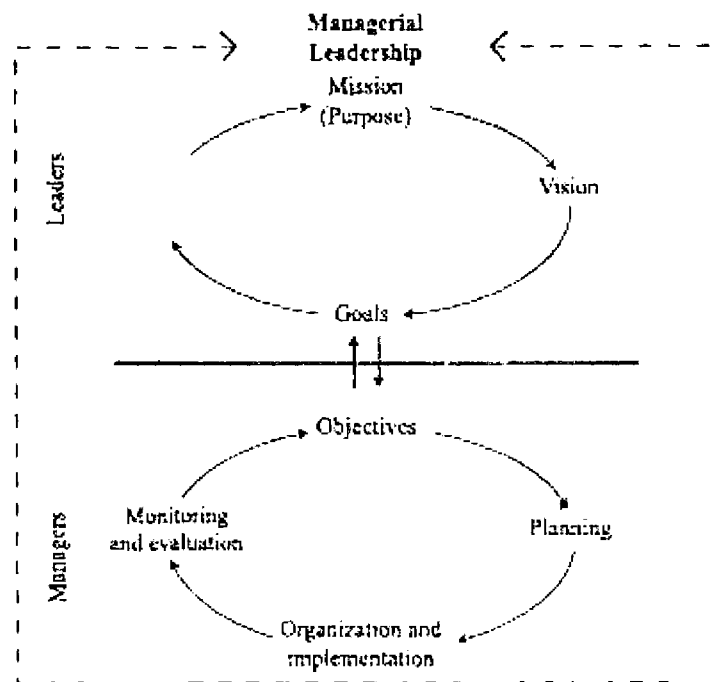 Managerial
Leadership
Mission
(Purpose)
Leaders
Vision
Goals
Objectives
Managers
Monitoring
and evaluation
Planning
Organization and
implementation